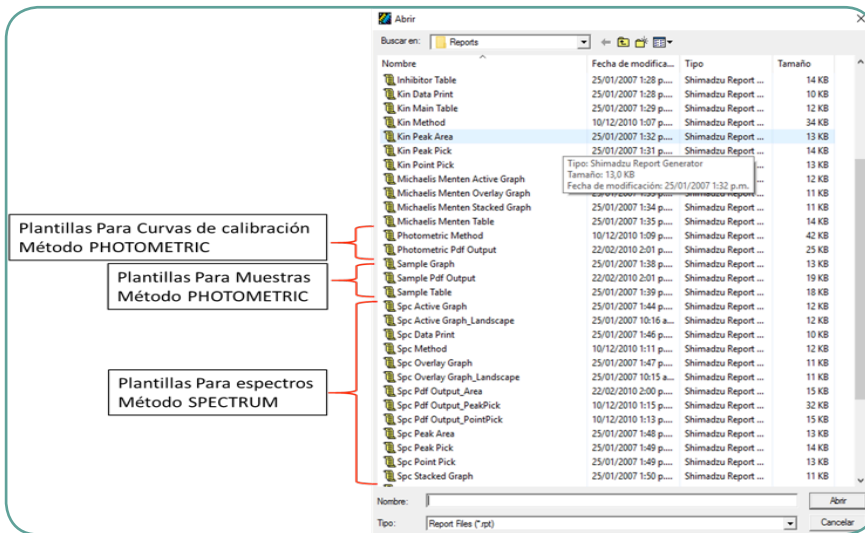 Abrir
Buscar en: Reports
Nombre Fecha de modifica... Tipo Tamaño
Inhibitor Table 25/01/2007 1:28 p.... Shimadzu Report ... 14 KB
Kin Data Print 25/01/2007 1:28 p.... Shimadzu Report ... 10 KB
Kin Main Table 25/01/2007 1:29 p.... Shimadzu Report ... 12 KB
Kin Method 10/12/2010 1:07 p.... Shimadzu Report ... 34 KB
Kin Peak Area 25/01/2007 1:32 p.... Shimadzu Report ... 13 KB
Kin Peak Pick 25/01/2007 1:31 p.... Shimadzu Report ... 14 KB
Kin Point Pick 13 KB
Tipo: Shimadzu Report Generator
Tamaño: 13,0 KB
Fecha de modificación: 25/01/2007 1:32 p.m.
Michaelis Menten Active Graph 12 KB
Michaelis Menten Overlay Graph Shimadzu Report ... 11 KB
Michaelis Menten Stacked Graph 25/01/2007 1:34 p.... Shimadzu Report ... 11 KB
Michaelis Menten Table 25/01/2007 1:35 p.... Shimadzu Report ... 14 KB
Plantillas Para Curvas de calibración
Método PHOTOMETRIC
Photometric Method 10/12/2010 1:09 p.... Shimadzu Report ... 42 KB
Photometric Pdf Output 22/02/2010 2:01 p.... Shimadzu Report ... 25 KB
Plantillas Para Muestras
Método PHOTOMETRIC
Sample Graph 25/01/2007 1:38 p.... Shimadzu Report ... 13 KB
Sample Pdf Output 22/02/2010 2:01 p.... Shimadzu Report ... 19 KB
Sample Table 25/01/2007 1:39 p.... Shimadzu Report ... 18 KB
Plantillas Para espectros
Método SPECTRUM
Spc Active Graph 25/01/2007 1:44 p.... Shimadzu Report ... 12 KB
Spc Active Graph_Landscape 25/01/2007 10:16 a... Shimadzu Report ... 12 KB
Spc Data Print 25/01/2007 1:46 p.... Shimadzu Report ... 10 KB
Spc Method 10/12/2010 1:11 p.... Shimadzu Report ... 12 KB
Spc Overlay Graph 25/01/2007 1:47 p.... Shimadzu Report ... 11 KB
Spc Overlay Graph_Landscape 25/01/2007 10:15 a... Shimadzu Report ... 11 KB
Spc Pdf Output_Area 22/02/2010 2:00 p.... Shimadzu Report ... 15 KB
Spc Pdf Output_PeakPick 10/12/2010 1:15 p.... Shimadzu Report ... 32 KB
Spc Pdf Output_PointPick 10/12/2010 1:13 p.... Shimadzu Report ... 15 KB
Spc Peak Area 25/01/2007 1:48 p.... Shimadzu Report ... 13 KB
Spc Peak Pick 25/01/2007 1:49 p.... Shimadzu Report ... 14 KB
Spc Point Pick 25/01/2007 1:49 p.... Shimadzu Report ... 13 KB
Spc Stacked Graph 25/01/2007 1:50 p.... Shimadzu Report ... 11 KB
Nombre: Abrir
Tipo: Report Files (*.rpt) Cancelar